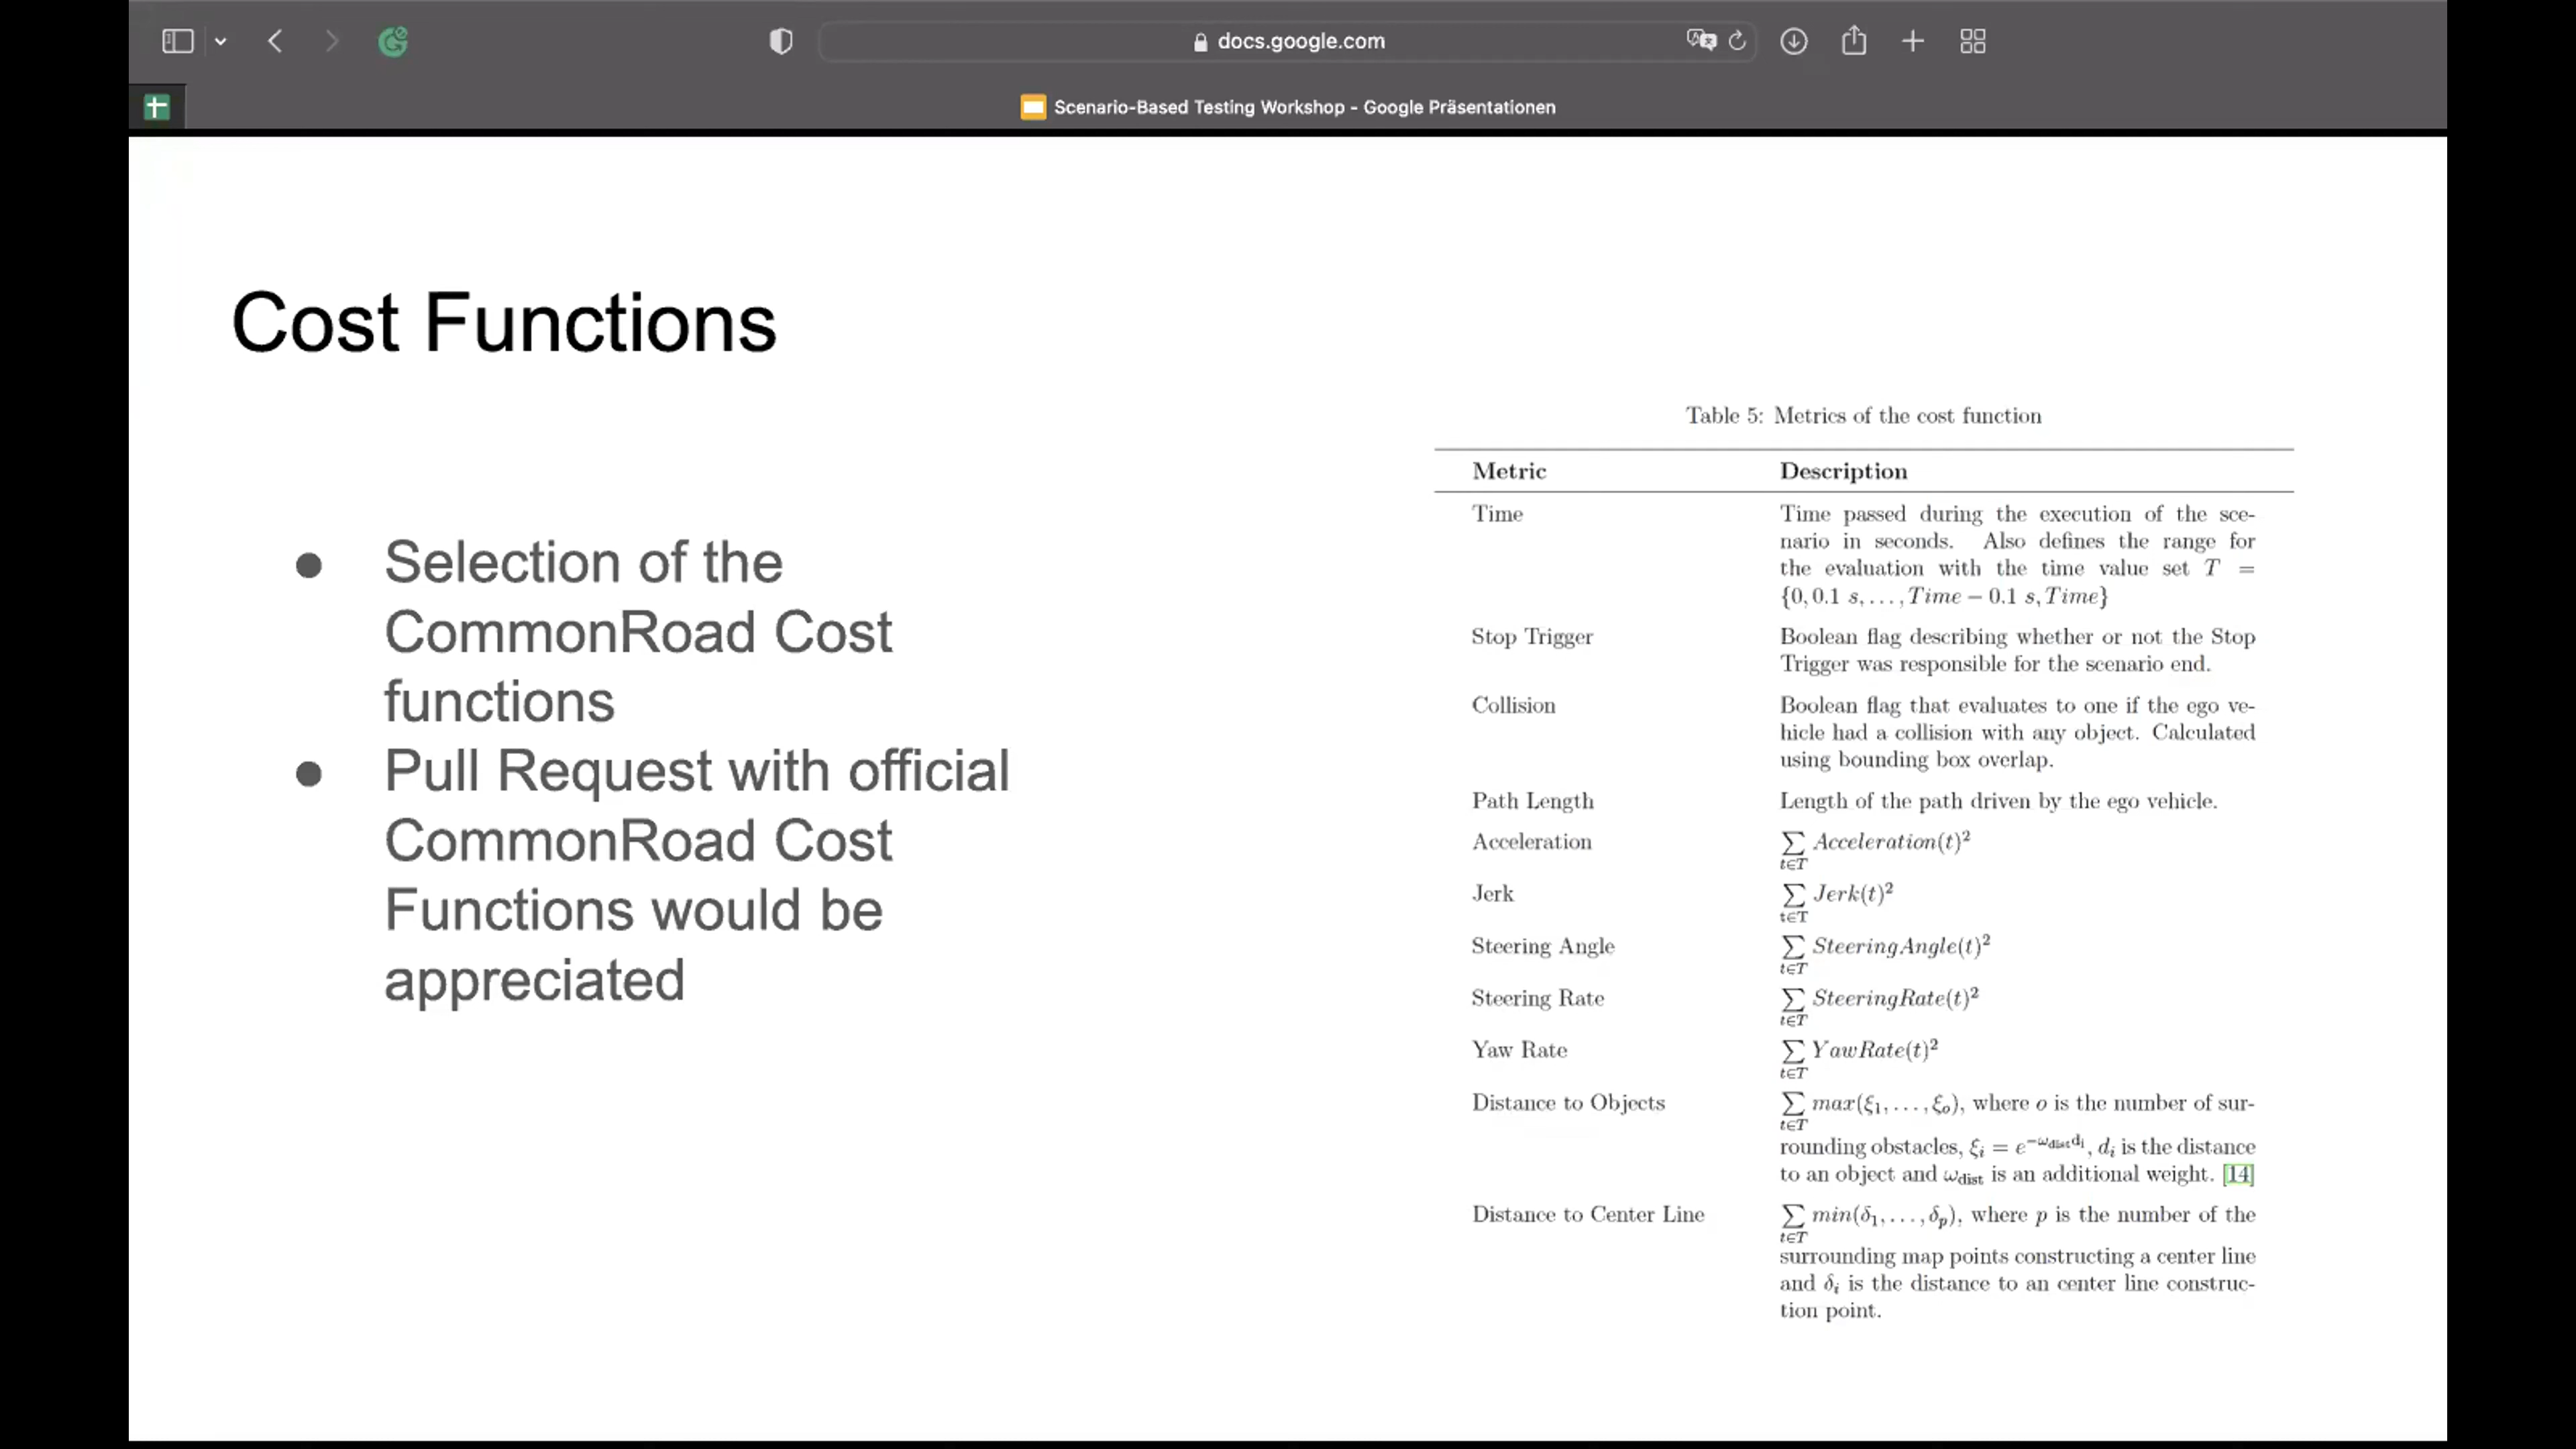 docs.google.com
Scenario-Based Testing Workshop - Google Präsentationen
Cost Functions
● Selection of the
CommonRoad Cost
functions
● Pull Request with official
CommonRoad Cost
Functions would be
appreciated
Table 5: Metrics of the cost function
Metric Description
Time Time passed during the execution of the sce-
nario in seconds. Also defines the range for
the evaluation with the time value set T =
{0, 0.1 s, . . . , Time − 0.1 s, Time}
Stop Trigger Boolean flag describing whether or not the Stop
Trigger was responsible for the scenario end.
Collision Boolean flag that evaluates to one if the ego ve-
hicle had a collision with any object. Calculated
using bounding box overlap.
Path Length Length of the path driven by the ego vehicle.
Acceleration ∑ Acceleration(t)²
t∈T
Jerk ∑ Jerk(t)²
t∈T
Steering Angle ∑ SteeringAngle(t)²
t∈T
Steering Rate ∑ SteeringRate(t)²
t∈T
Yaw Rate ∑ YawRate(t)²
t∈T
Distance to Objects ∑ max(ξ₁, . . . , ξₒ), where o is the number of sur-
t∈T
rounding obstacles, ξᵢ = e^{−ω_dist d_i}, dᵢ is the distance
to an object and ω_dist is an additional weight. [14]
Distance to Center Line ∑ min(δ₁, . . . , δₚ), where p is the number of the
t∈T
surrounding map points constructing a center line
and δᵢ is the distance to an center line construc-
tion point.